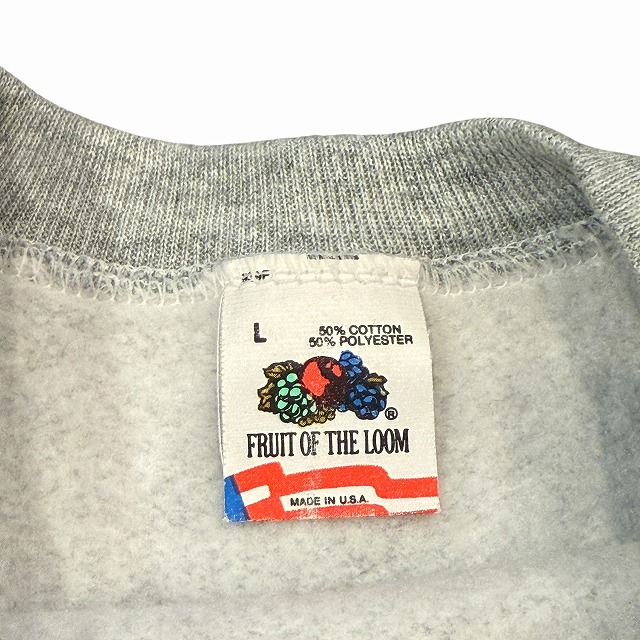 L
50% COTTON
50% POLYESTER
®
FRUIT OF THE LOOM
MADE IN U.S.A.